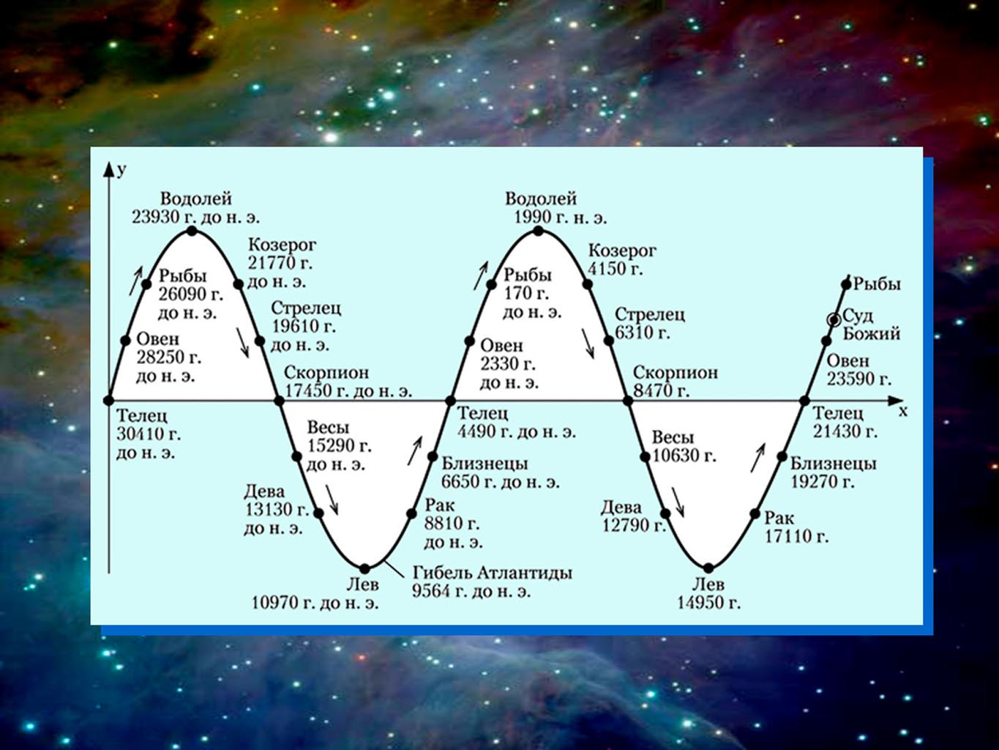 у
Водолей
23930 г. до н. э.
Козерог
21770 г.
до н. э.
Рыбы
26090 г.
до н. э.
Стрелец
19610 г.
до н. э.
Овен
28250 г.
до н. э.
Скорпион
17450 г. до н. э.
Телец
30410 г.
до н. э.
Весы
15290 г.
до н. э.
Дева
13130 г.
до н. э.
Лев
10970 г. до н. э.
Гибель Атлантиды
9564 г. до н. э.
Рак
8810 г.
до н. э.
Близнецы
6650 г. до н. э.
Телец
4490 г. до н. э.
Овен
2330 г.
до н. э.
Рыбы
170 г.
до н. э.
Водолей
1990 г. н. э.
Козерог
4150 г.
Стрелец
6310 г.
Скорпион
8470 г.
Весы
10630 г.
Дева
12790 г.
Лев
14950 г.
Рак
17110 г.
Близнецы
19270 г.
Телец
21430 г.
Овен
23590 г.
Суд
Божий
Рыбы
х